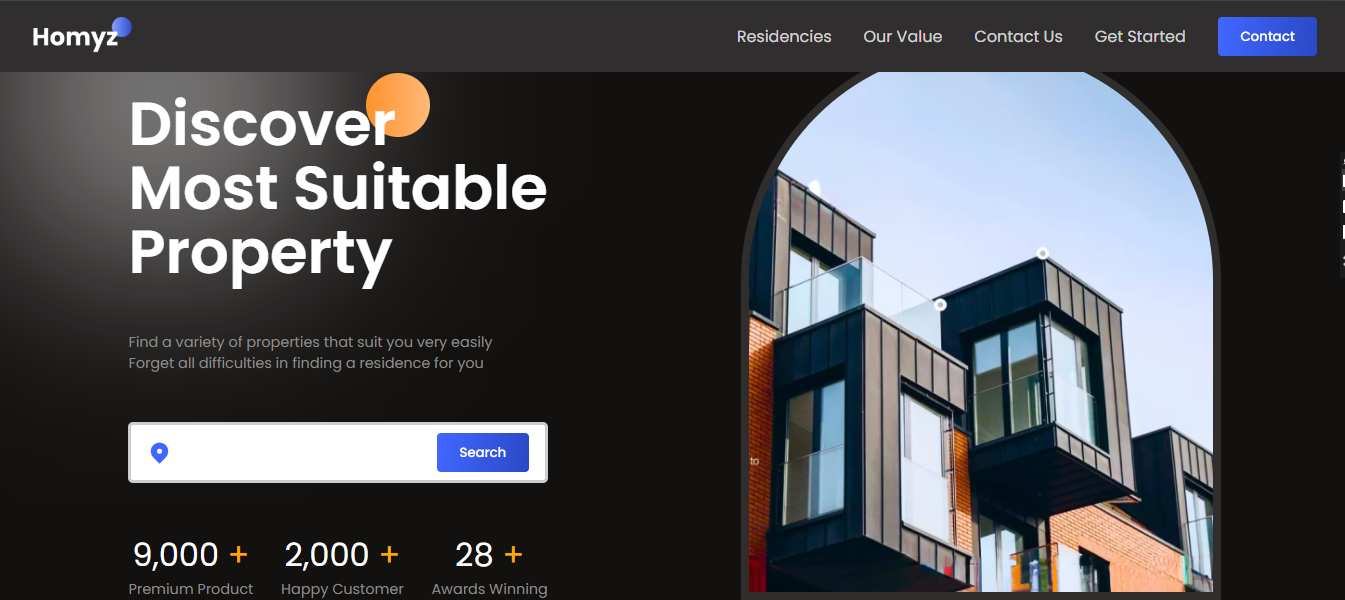 Homyz
Residencies
Our Value
Contact Us
Get Started
Contact
Discover
Most Suitable
Property
Find a variety of properties that suit you very easily
Forget all difficulties in finding a residence for you
Search
9,000 +
2,000 +
28 +
Premium Product
Happy Customer
Awards Winning
to